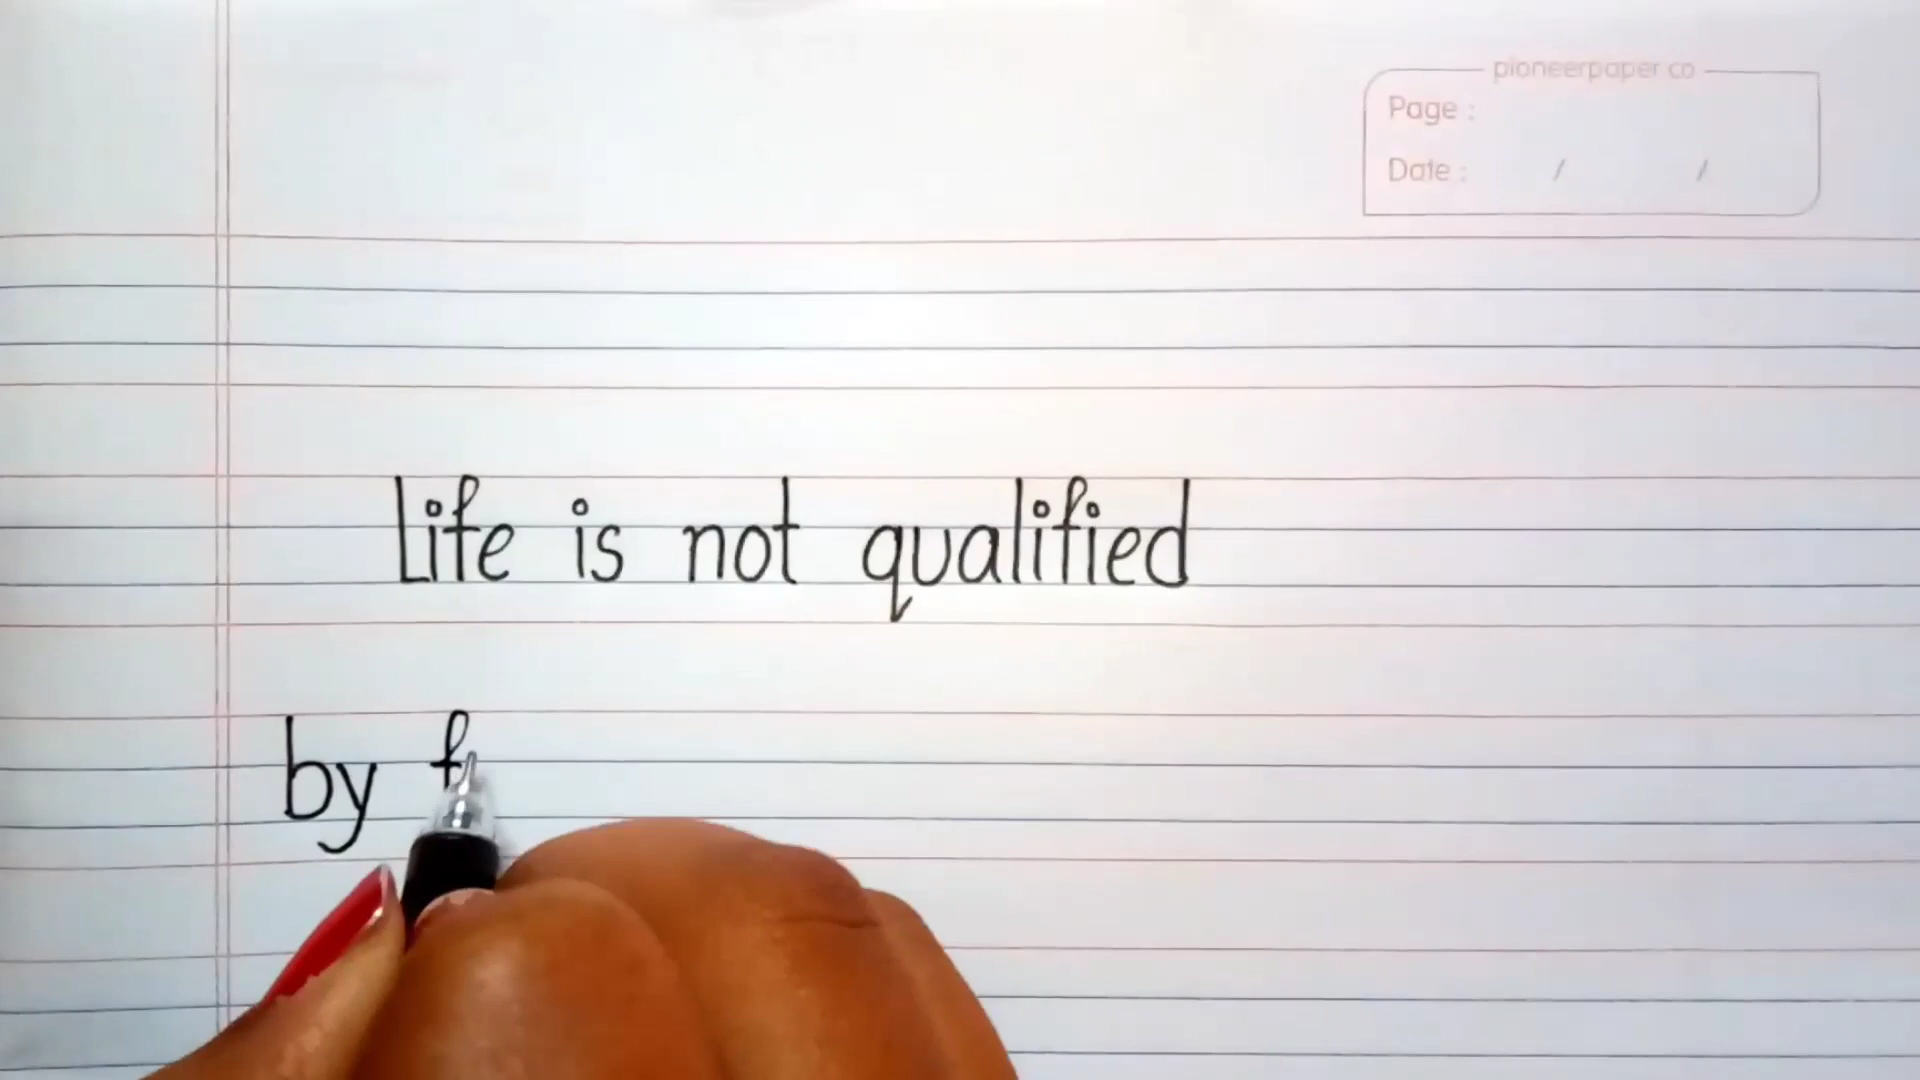 pioneerpaper co
Page :
Date : / /
Life is not qualified
by f